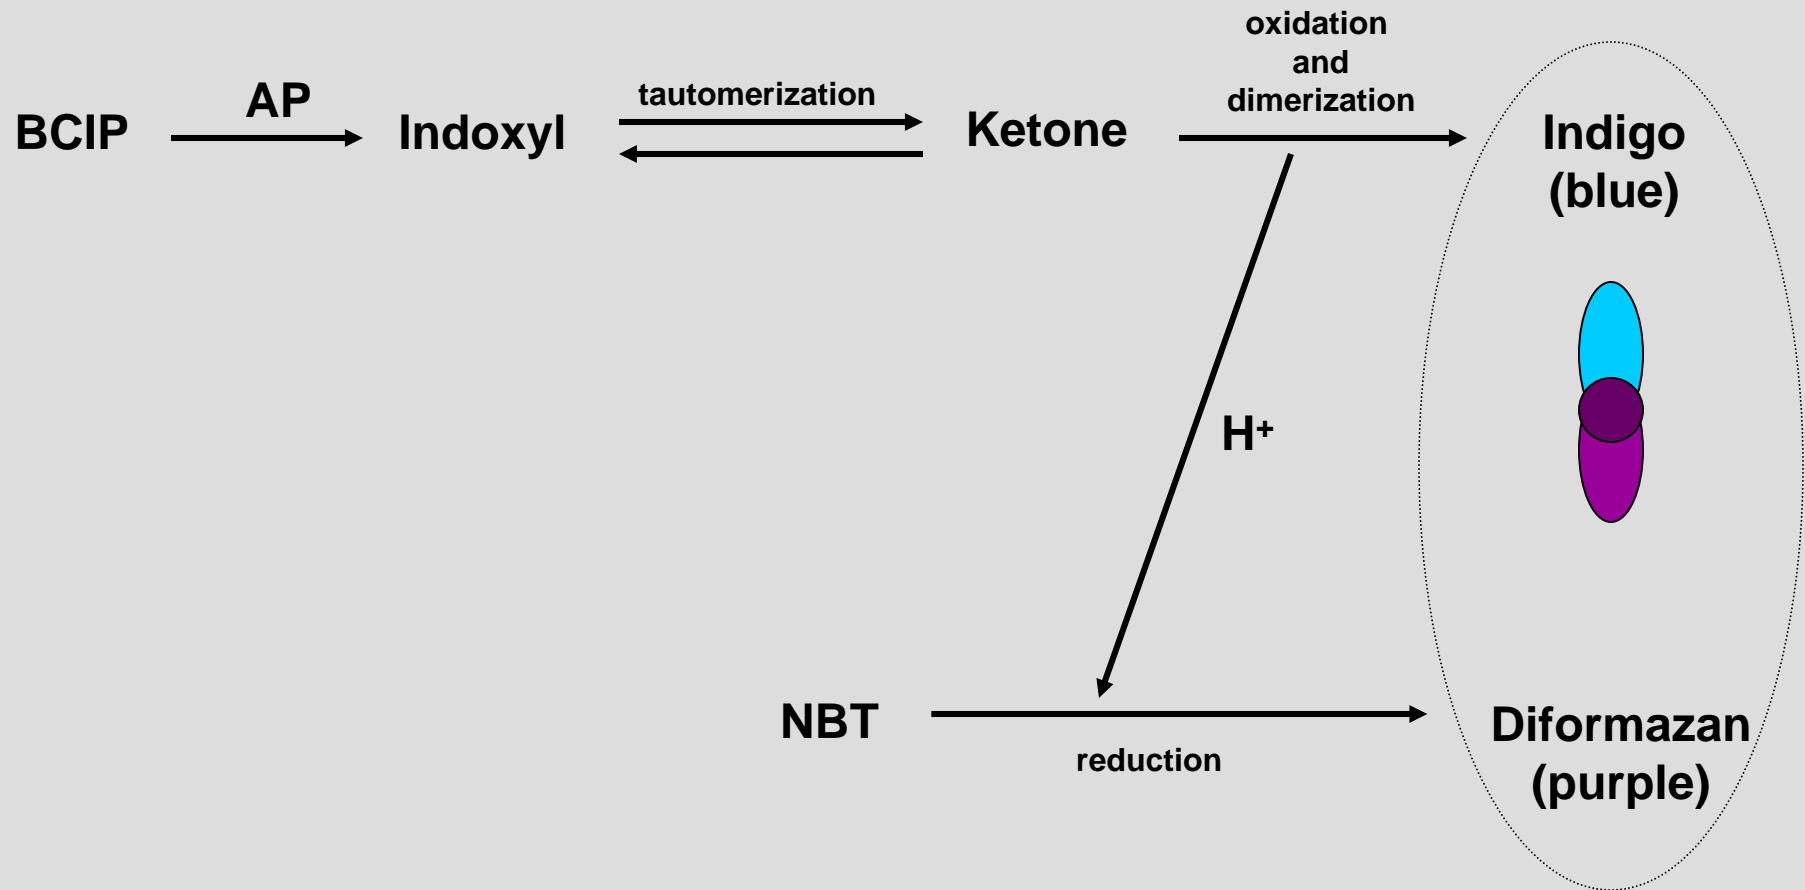 oxidation
and
dimerization
BCIP
AP
Indoxyl
tautomerization
Ketone
Indigo
(blue)
H⁺
NBT
reduction
Diformazan
(purple)